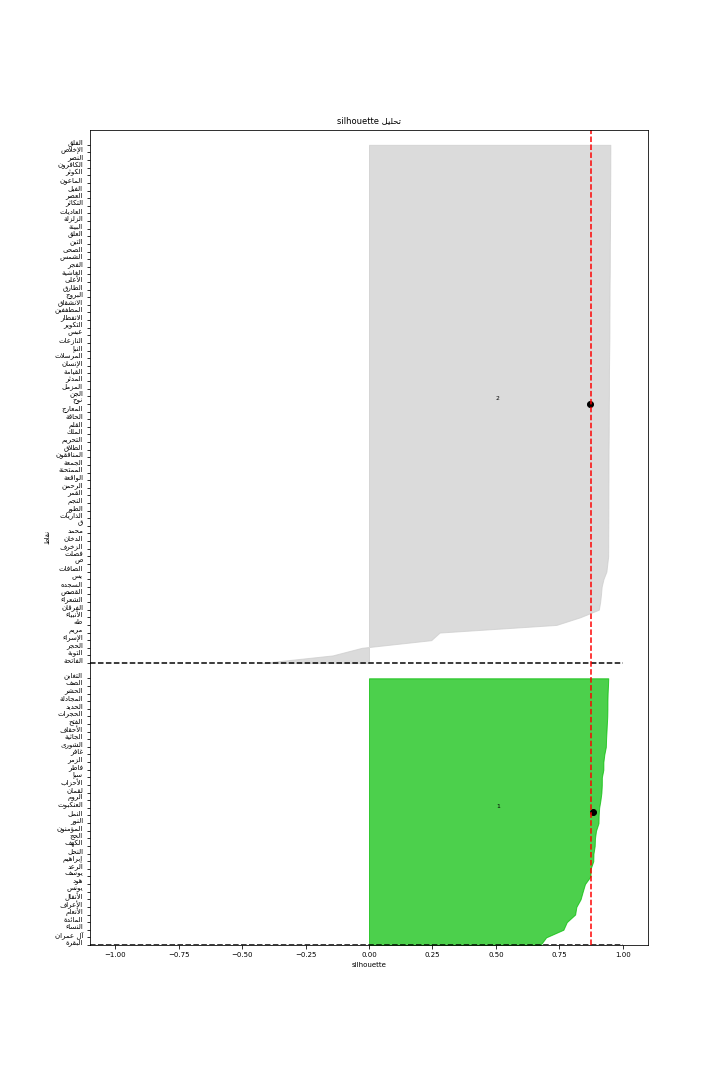 تحليل silhouette
الفلق
الإخلاص
النصر
الكافرون
الكوثر
الماعون
الفيل
العصر
التكاثر
العاديات
الزلزلة
البينة
العلق
التين
الضحى
الشمس
الفجر
الغاشية
الأعلى
الطارق
البروج
الانشقاق
المطففين
الانفطار
التكوير
عبس
النازعات
النبإ
المرسلات
الإنسان
القيامة
المدثر
المزمل
الجن
نوح
المعارج
الحاقة
القلم
الملك
التحريم
الطلاق
المنافقون
الجمعة
الممتحنة
الواقعة
الرحمن
القمر
النجم
الطور
الذاريات
ق
محمد
الدخان
الزخرف
فصلت
ص
الصافات
يس
السجده
القصص
الشعراء
الفرقان
الأنبياء
طه
مريم
الإسراء
الحجر
التوبة
الفاتحة
التغابن
الصف
الحشر
المجادلة
الحديد
الحجرات
الفتح
الأحقاف
الجاثية
الشورى
غافر
الزمر
فاطر
سبإ
الأحزاب
لقمان
الروم
العنكبوت
النمل
النور
المؤمنون
الحج
الكهف
النحل
إبراهيم
الرعد
يوسف
هود
يونس
الأنفال
الأعراف
الأنعام
المائدة
النساء
آل عمران
البقرة
نقاط
2
1
−1.00 −0.75 −0.50 −0.25 0.00 0.25 0.50 0.75 1.00
silhouette